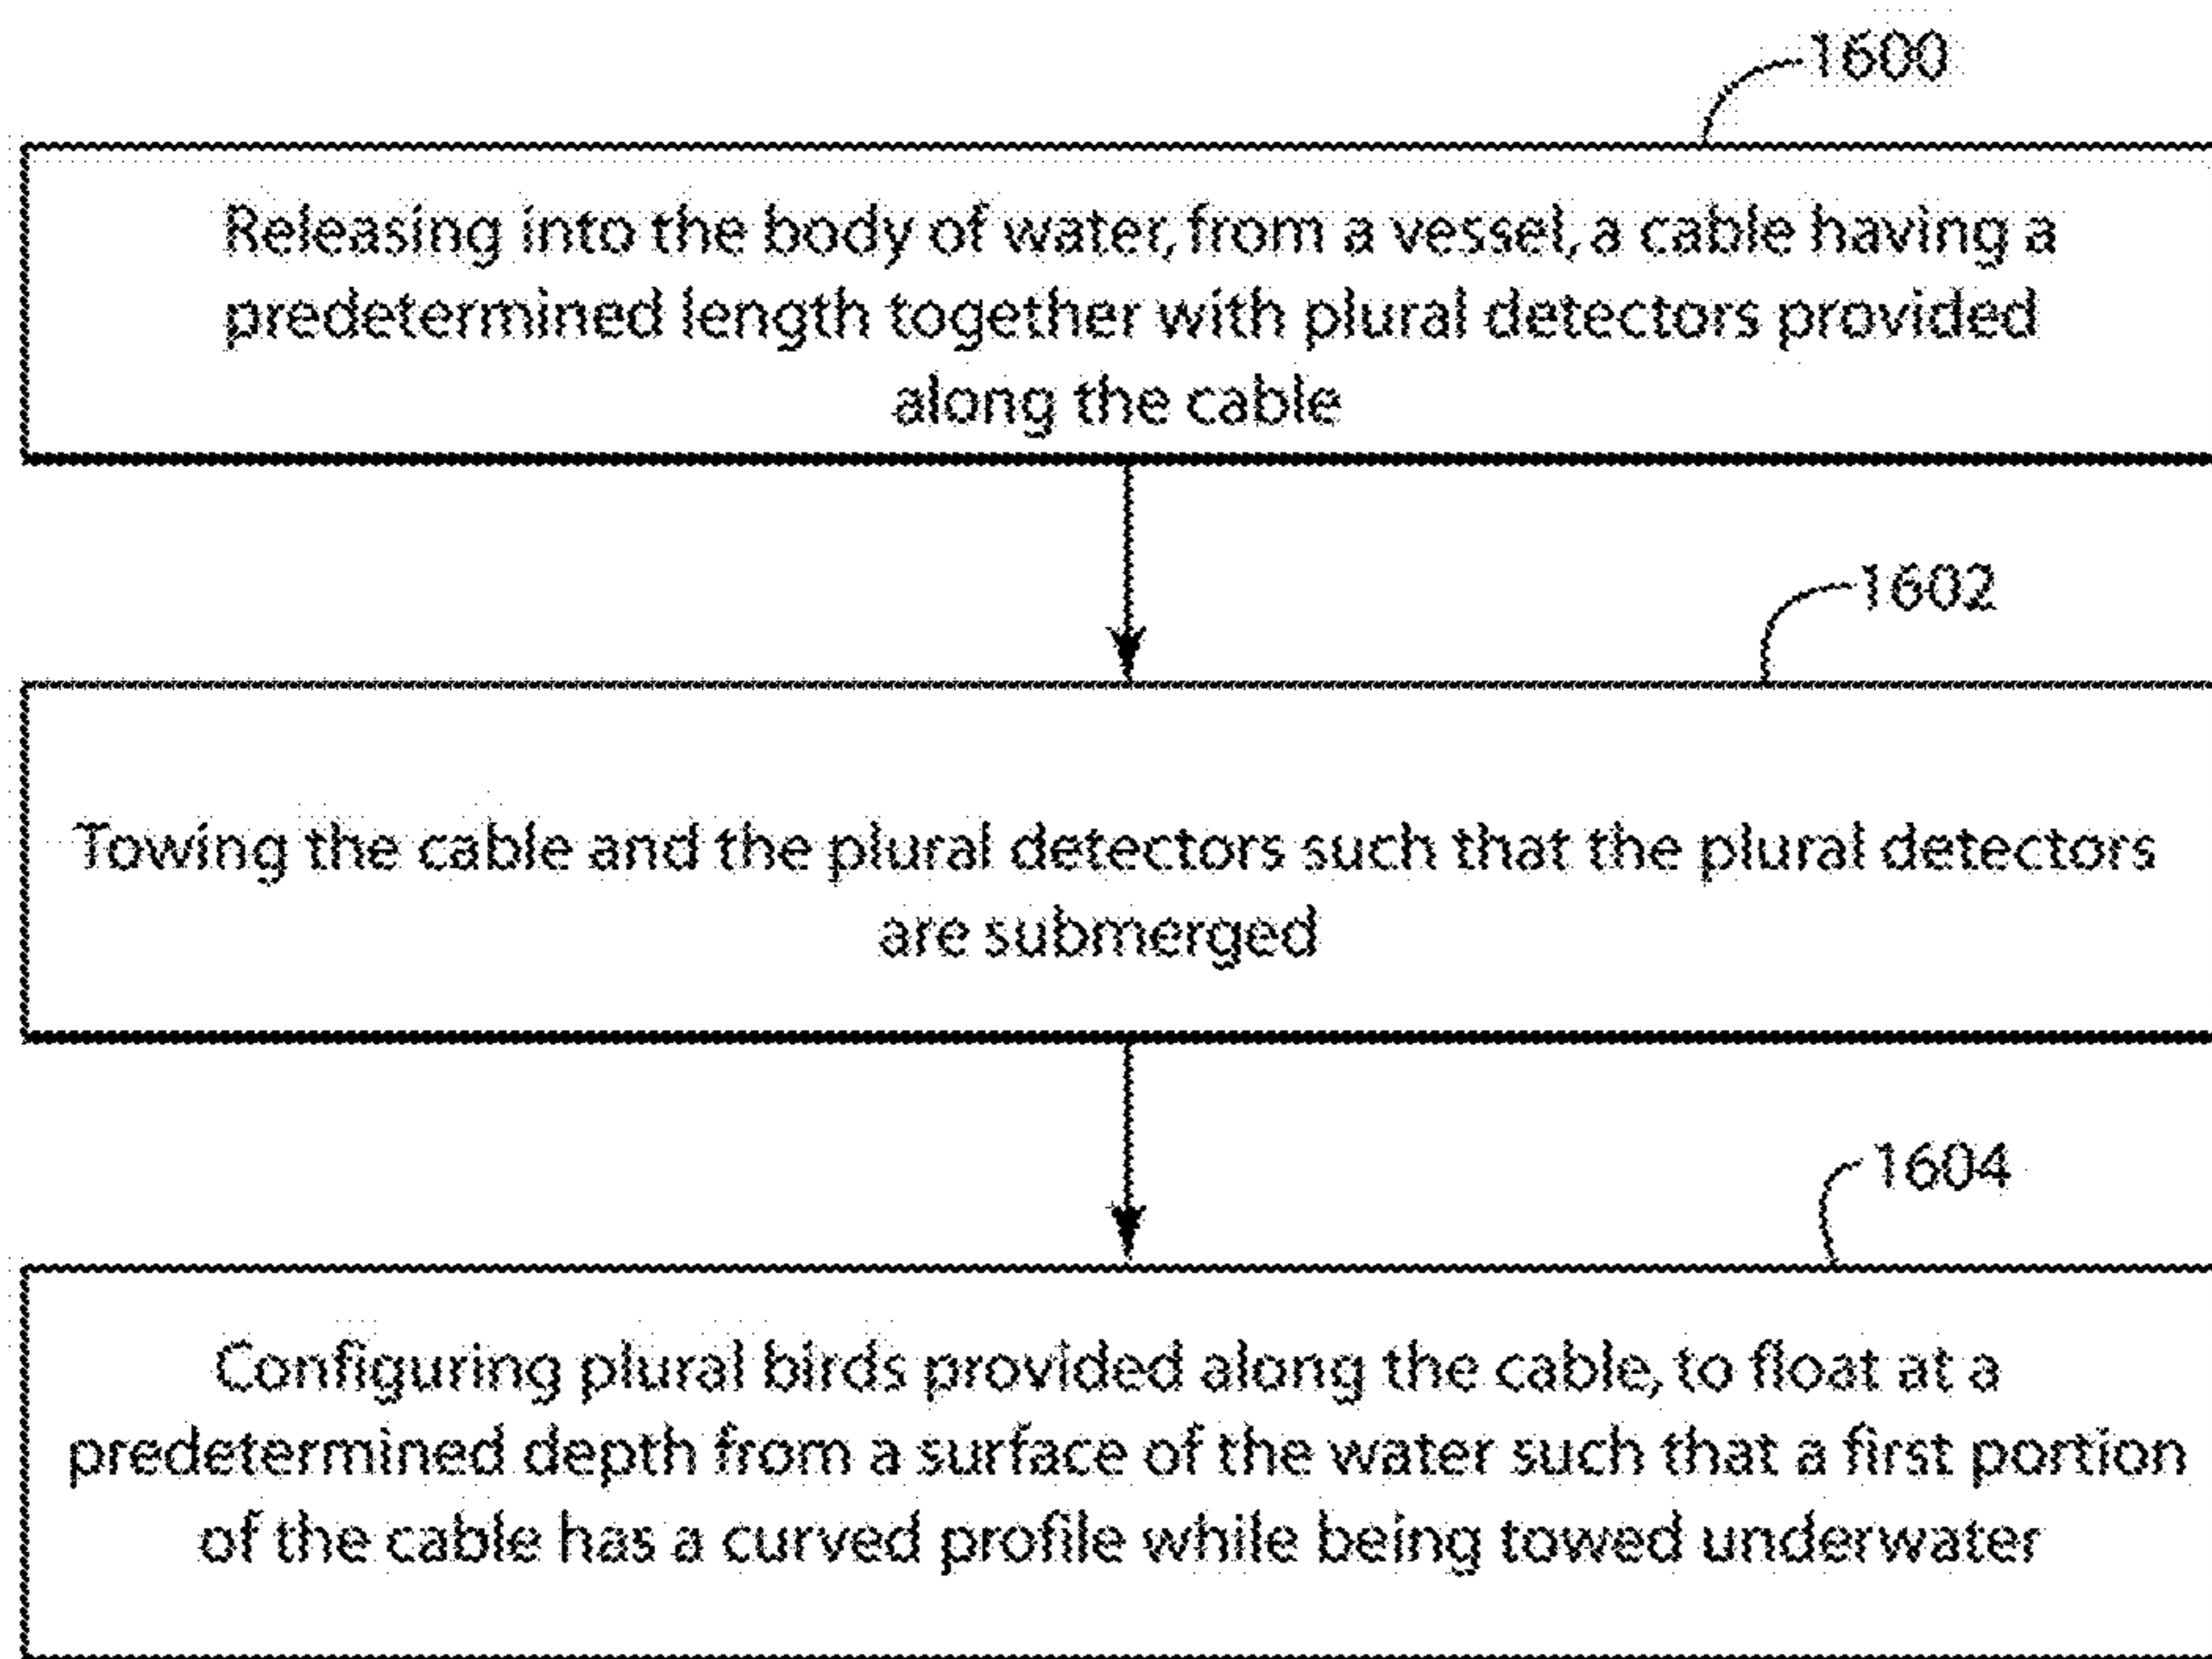 1600
Releasing into the body of water, from a vessel, a cable having a
predetermined length together with plural detectors provided
along the cable
1602
Towing the cable and the plural detectors such that the plural detectors
are submerged
1604
Configuring plural birds provided along the cable, to float at a
predetermined depth from a surface of the water such that a first portion
of the cable has a curved profile while being towed underwater